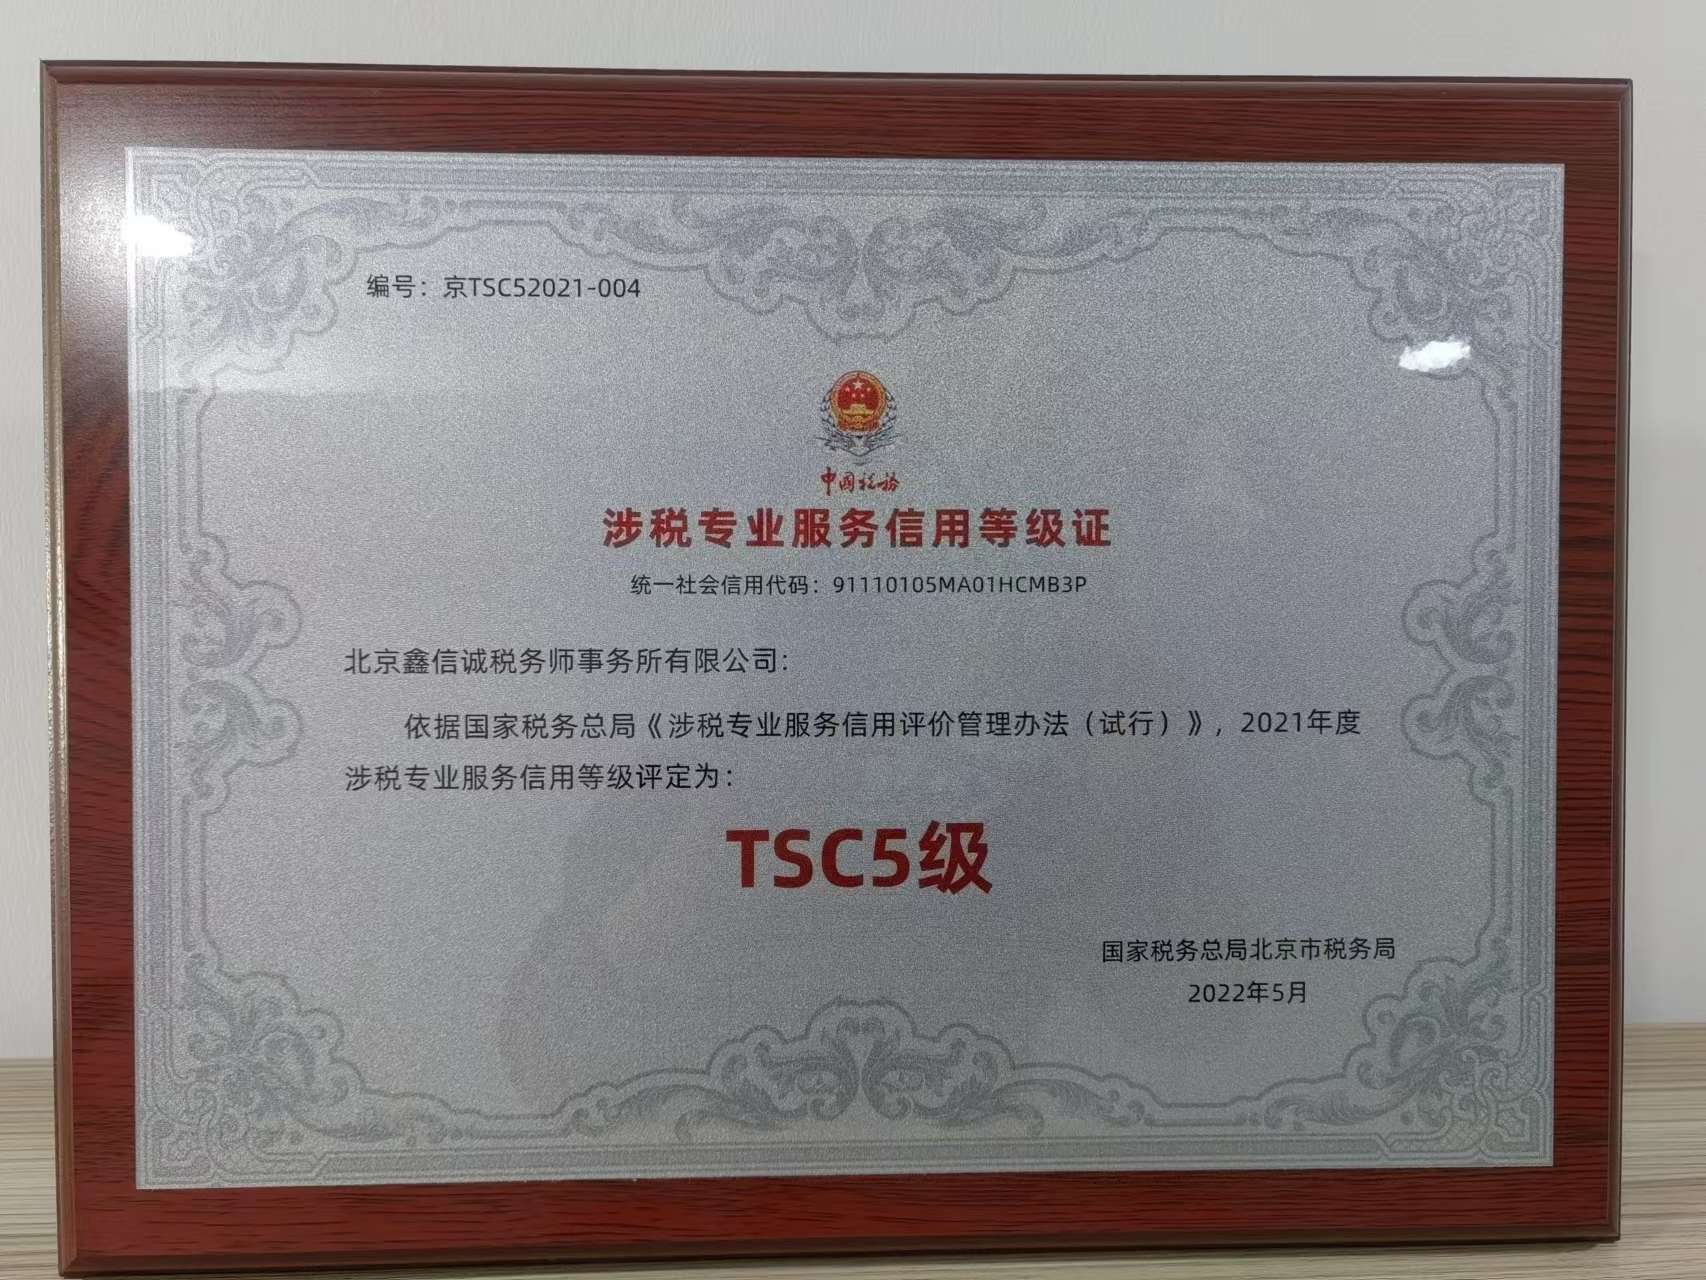 编号：京TSC52021-004
中国税务
涉税专业服务信用等级证
统一社会信用代码：91110105MA01HCMB3P
北京鑫信诚税务师事务所有限公司：
依据国家税务总局《涉税专业服务信用评价管理办法（试行）》，2021年度
涉税专业服务信用等级评定为：
TSC5级
国家税务总局北京市税务局
2022年5月